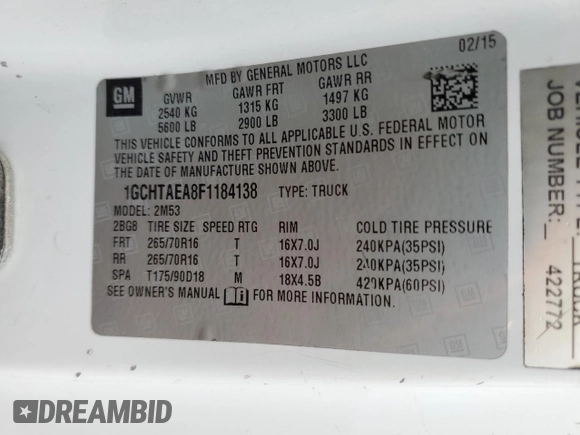 02/15
MFD BY GENERAL MOTORS LLC
GM
GVWR GAWR FRT GAWR RR
2540 KG 1315 KG 1497 KG
5600 LB 2900 LB 3300 LB
THIS VEHICLE CONFORMS TO ALL APPLICABLE U.S. FEDERAL MOTOR
VEHICLE SAFETY AND THEFT PREVENTION STANDARDS IN EFFECT ON
THE DATE OF MANUFACTURE SHOWN ABOVE.
1GCHTAEA8F1184138 TYPE: TRUCK
MODEL: 2M53
2BG8 TIRE SIZE SPEED RTG RIM COLD TIRE PRESSURE
FRT 265/70R16 T 16X7.0J 240KPA(35PSI)
RR 265/70R16 T 16X7.0J 240KPA(35PSI)
SPA T175/90D18 M 18X4.5B 420KPA(60PSI)
SEE OWNER'S MANUAL FOR MORE INFORMATION.
TRUCK
JOB NUMBER:_ 422772
DREAMBID